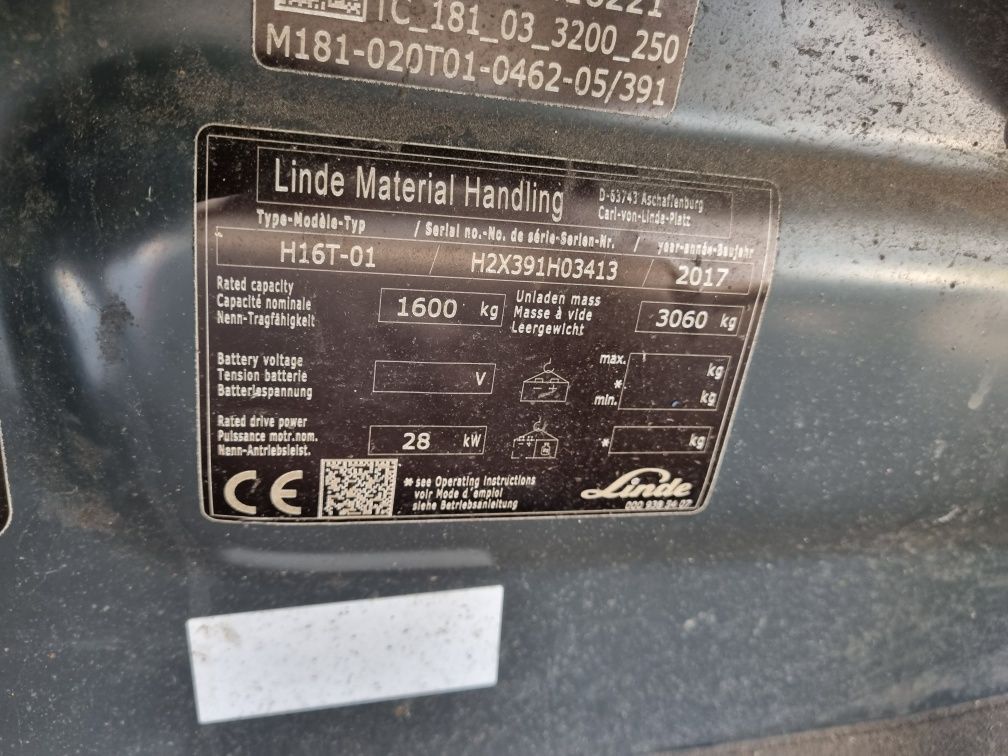 TC_181_03_3200_250
M181-020T01-0462-05/391
Linde Material Handling
D-63743 Aschaffenburg
Carl-von-Linde-Platz
Type-Modèle-Typ / Serial no.-No. de série-Serien-Nr. / year-année-Baujahr
H16T-01 / H2X391H03413 / 2017
Rated capacity
Capacité nominale
Nenn-Tragfähigkeit
1600 kg
Unladen mass
Masse à vide
Leergewicht
3060 kg
Battery voltage
Tension batterie
Batteriespannung
V
max. kg
*
min. kg
Rated drive power
Puissance motr.nom.
Nenn-Antriebsleist.
28 kW
* kg
CE
* see Operating Instructions
voir Mode d'emploi
siehe Betriebsanleitung
Linde